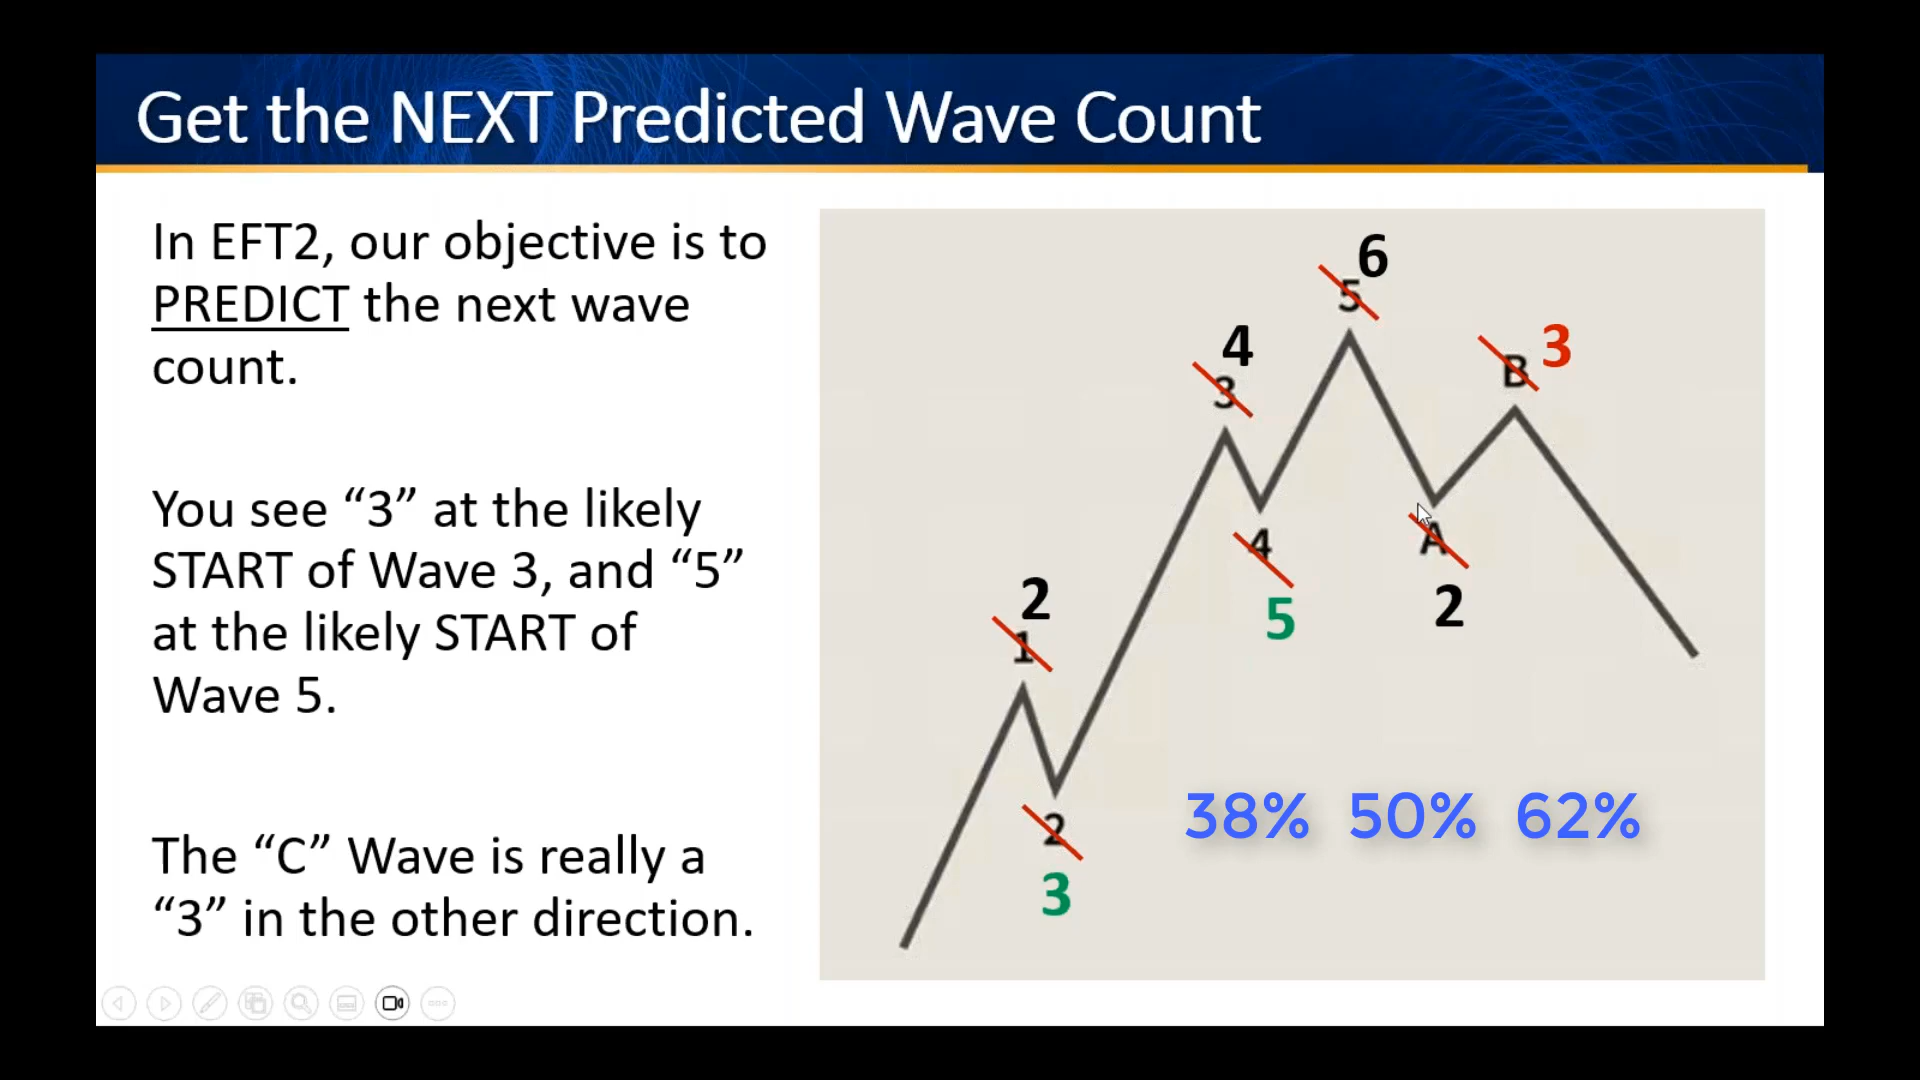 Get the NEXT Predicted Wave Count
In EFT2, our objective is to
PREDICT the next wave
count.
You see “3” at the likely
START of Wave 3, and “5”
at the likely START of
Wave 5.
The “C” Wave is really a
“3” in the other direction.
6
5
4
3
B 3
4
5
A
2
2
1
2
3
38% 50% 62%